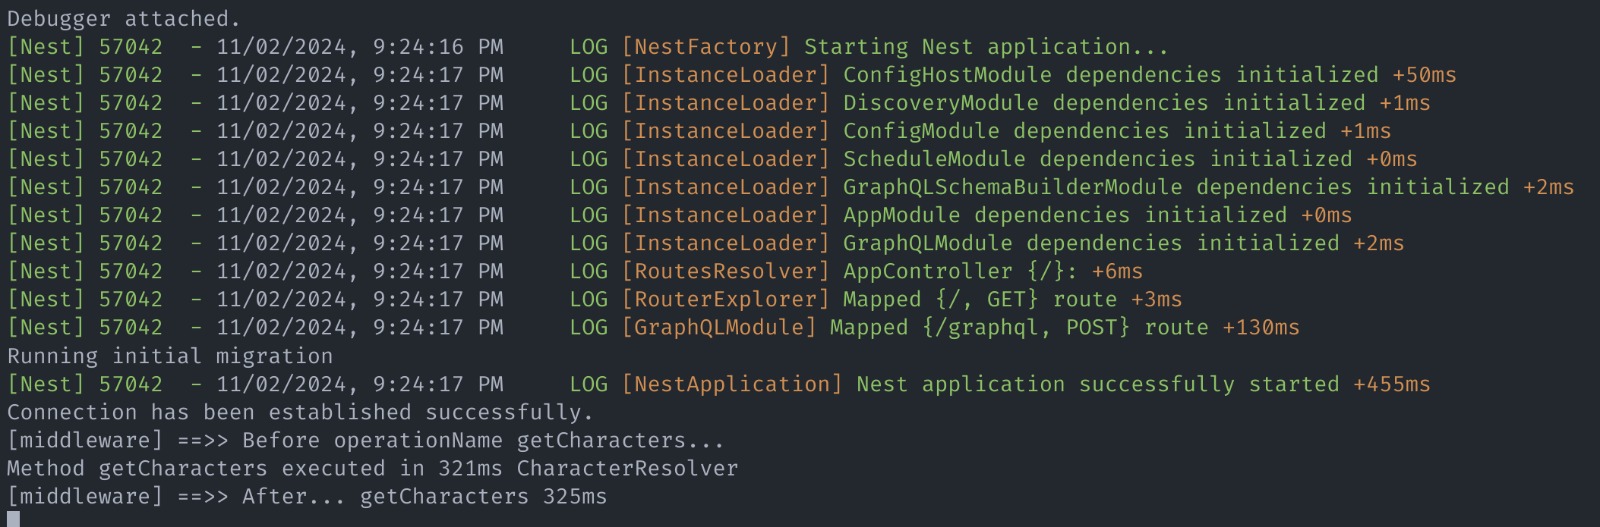 Debugger attached.
[Nest] 57042  - 11/02/2024, 9:24:16 PM     LOG [NestFactory] Starting Nest application...
[Nest] 57042  - 11/02/2024, 9:24:17 PM     LOG [InstanceLoader] ConfigHostModule dependencies initialized +50ms
[Nest] 57042  - 11/02/2024, 9:24:17 PM     LOG [InstanceLoader] DiscoveryModule dependencies initialized +1ms
[Nest] 57042  - 11/02/2024, 9:24:17 PM     LOG [InstanceLoader] ConfigModule dependencies initialized +1ms
[Nest] 57042  - 11/02/2024, 9:24:17 PM     LOG [InstanceLoader] ScheduleModule dependencies initialized +0ms
[Nest] 57042  - 11/02/2024, 9:24:17 PM     LOG [InstanceLoader] GraphQLSchemaBuilderModule dependencies initialized +2ms
[Nest] 57042  - 11/02/2024, 9:24:17 PM     LOG [InstanceLoader] AppModule dependencies initialized +0ms
[Nest] 57042  - 11/02/2024, 9:24:17 PM     LOG [InstanceLoader] GraphQLModule dependencies initialized +2ms
[Nest] 57042  - 11/02/2024, 9:24:17 PM     LOG [RoutesResolver] AppController {/}: +6ms
[Nest] 57042  - 11/02/2024, 9:24:17 PM     LOG [RouterExplorer] Mapped {/, GET} route +3ms
[Nest] 57042  - 11/02/2024, 9:24:17 PM     LOG [GraphQLModule] Mapped {/graphql, POST} route +130ms
Running initial migration
[Nest] 57042  - 11/02/2024, 9:24:17 PM     LOG [NestApplication] Nest application successfully started +455ms
Connection has been established successfully.
[middleware] ==>> Before operationName getCharacters...
Method getCharacters executed in 321ms CharacterResolver
[middleware] ==>> After... getCharacters 325ms